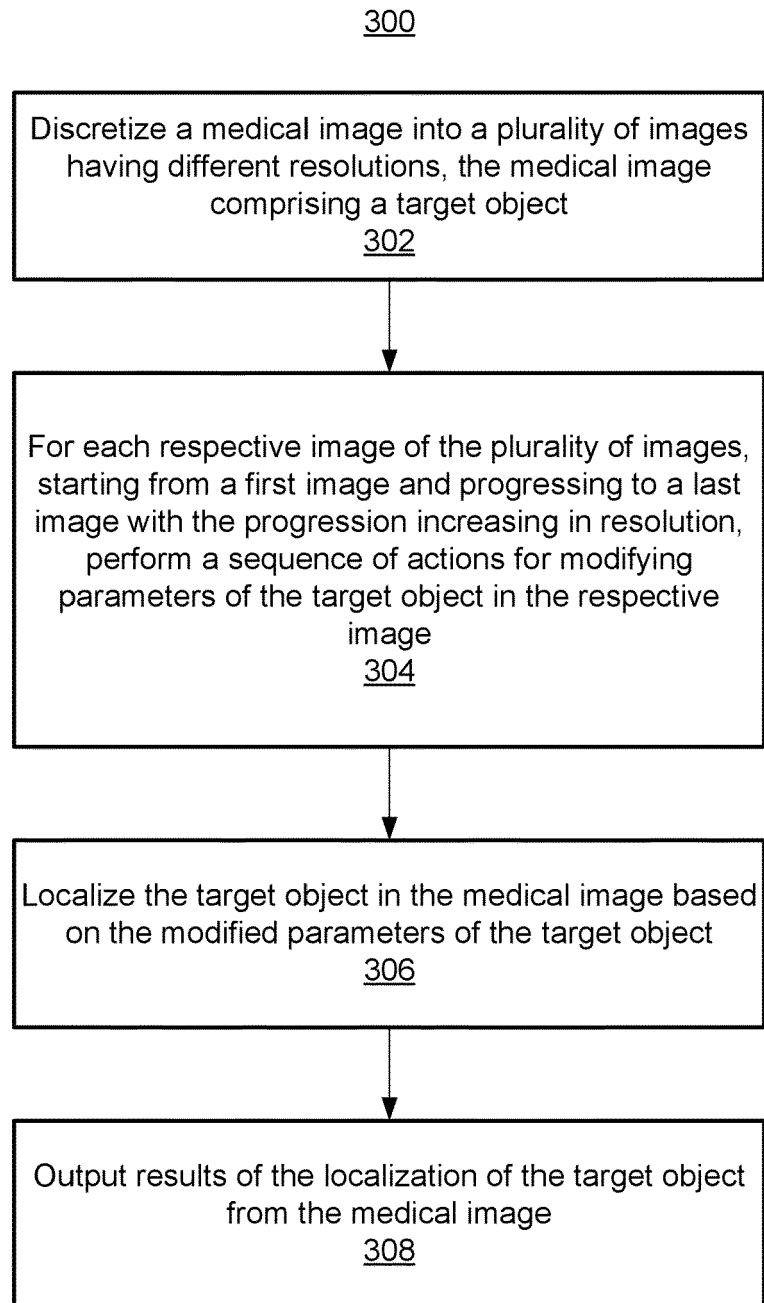 300
Discretize a medical image into a plurality of images
having different resolutions, the medical image
comprising a target object
302
For each respective image of the plurality of images,
starting from a first image and progressing to a last
image with the progression increasing in resolution,
perform a sequence of actions for modifying
parameters of the target object in the respective
image
304
Localize the target object in the medical image based
on the modified parameters of the target object
306
Output results of the localization of the target object
from the medical image
308